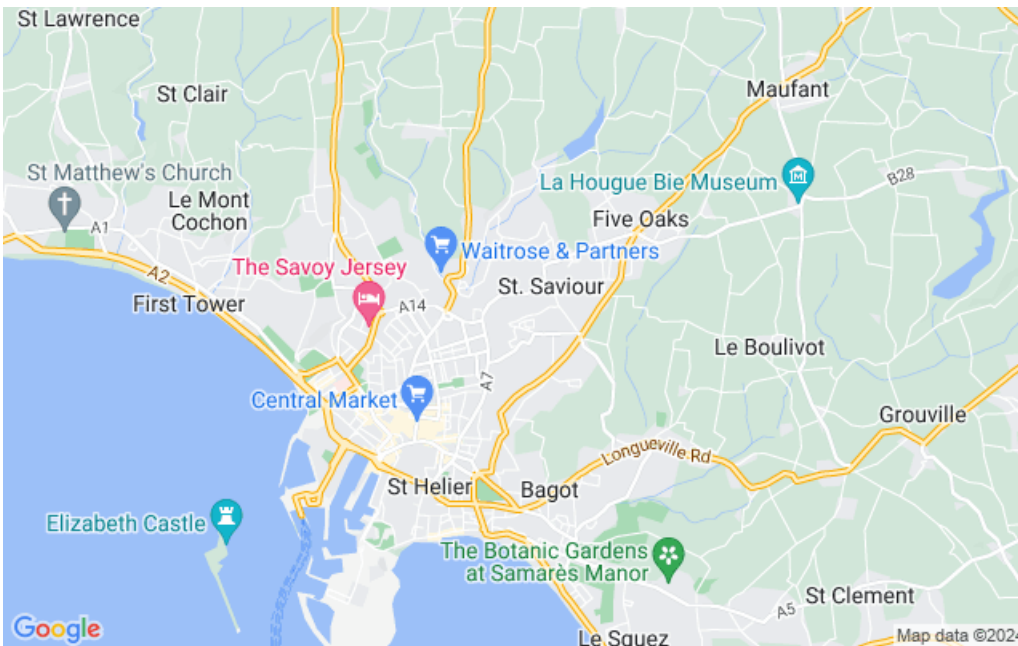 St Lawrence
St Clair
Maufant
St Matthew's Church
Le Mont
Cochon
La Hougue Bie Museum
B28
A1
Five Oaks
A2
Waitrose & Partners
The Savoy Jersey
St. Saviour
First Tower
A14
Le Boulivot
A7
Central Market
Grouville
Longueville Rd
St Helier
Bagot
Elizabeth Castle
The Botanic Gardens
at Samarès Manor
St Clement
A5
Google
Le Squez
Map data ©2024